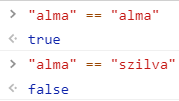 > "alma" == "alma"
<· true
> "alma" == "szilva"
<· false